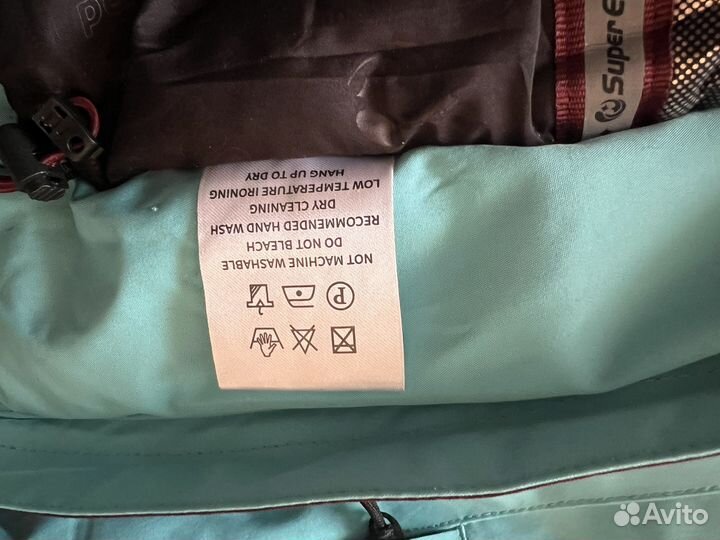 NOT MACHINE WASHABLE
DO NOT BLEACH
RECOMMENDED HAND WASH
DRY CLEANING
LOW TEMPERATURE IRONING
HANG UP TO DRY
P
Super
Avito